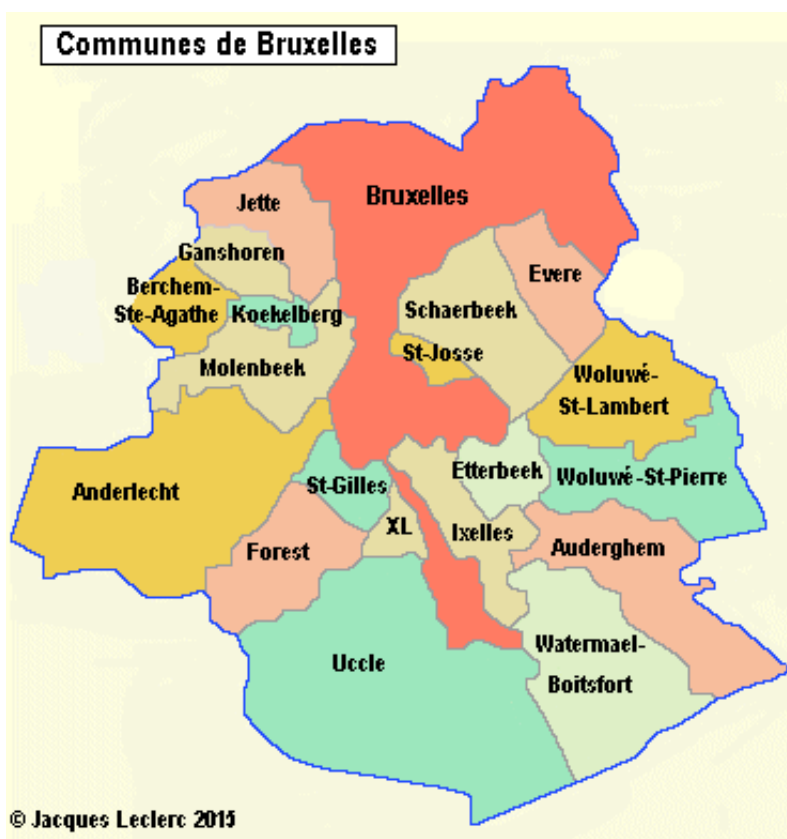 Communes de Bruxelles
Bruxelles
Jette
Ganshoren
Evere
Berchem-
Ste-Agathe
Koekelberg
Schaerbeek
St-Josse
Molenbeek
Woluwé-
St-Lambert
Etterbeek
Woluwé-St-Pierre
Anderlecht
St-Gilles
XL
Ixelles
Forest
Auderghem
Uccle
Watermael-
Boitsfort
© Jacques Leclerc 2015